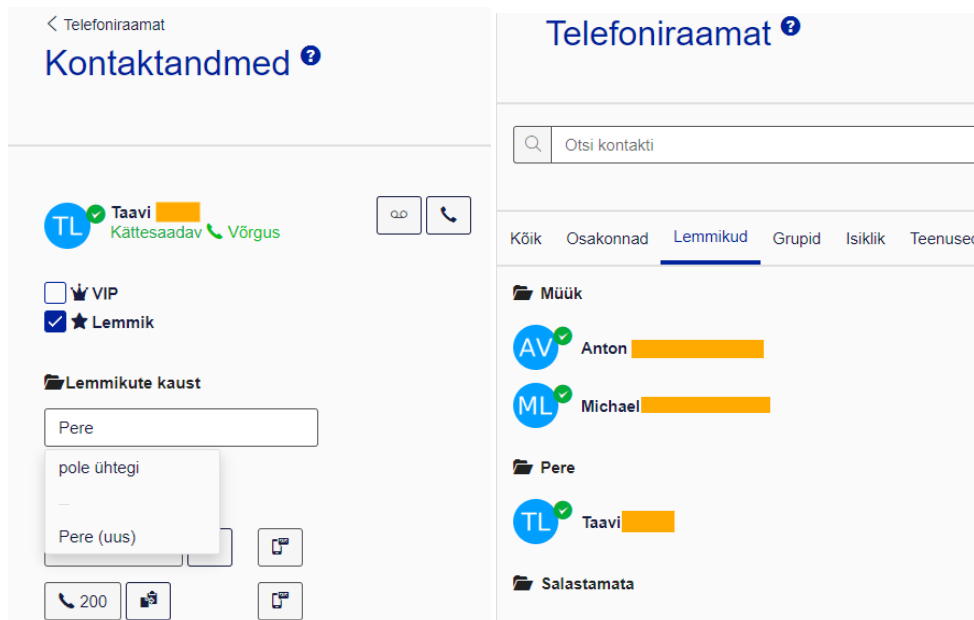 Telefoniraamat
Kontaktandmed ?
TL Taavi
Kättesaadav Võrgus
VIP
Lemmik
Lemmikute kaust
Pere
pole ühtegi
—
Pere (uus)
200
Telefoniraamat ?
Otsi kontakti
Kõik Osakonnad Lemmikud Grupid Isiklik Teenused
Müük
AV Anton
ML Michael
Pere
TL Taavi
Salastamata